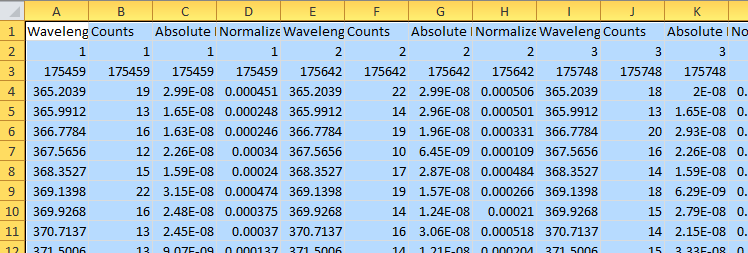 A B C D E F G H I J K
1 Waveleng Counts Absolute I Normalize Waveleng Counts Absolute I Normalize Waveleng Counts Absolute I No
2 1 1 1 1 2 2 2 2 3 3 3
3 175459 175459 175459 175459 175642 175642 175642 175642 175748 175748 175748
4 365.2039 19 2.99E-08 0.000451 365.2039 22 2.99E-08 0.000506 365.2039 18 2E-08 0.
5 365.9912 13 1.65E-08 0.000248 365.9912 14 2.96E-08 0.000501 365.9912 13 1.65E-08 0.
6 366.7784 16 1.63E-08 0.000246 366.7784 19 1.96E-08 0.000331 366.7784 20 2.93E-08 0.
7 367.5656 12 2.26E-08 0.00034 367.5656 10 6.45E-09 0.000109 367.5656 16 2.26E-08 0.
8 368.3527 15 1.59E-08 0.00024 368.3527 17 2.87E-08 0.000484 368.3527 14 1.59E-08 0.
9 369.1398 22 3.15E-08 0.000474 369.1398 19 1.57E-08 0.000266 369.1398 18 6.29E-09 0.
10 369.9268 16 2.48E-08 0.000375 369.9268 14 1.24E-08 0.00021 369.9268 15 2.79E-08 0.
11 370.7137 13 2.45E-08 0.00037 370.7137 16 3.06E-08 0.000518 370.7137 14 2.15E-08 0.
12 371.5006 13 9.07E-09 0.000137 371.5006 14 1.21E-08 0.000204 371.5006 15 3.33E-08 0.